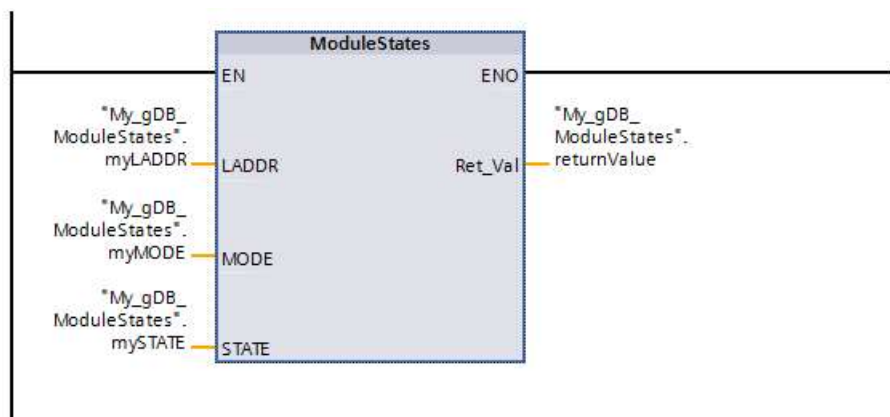 ModuleStates
EN
ENO
"My_gDB_
ModuleStates".
myLADDR
LADDR
"My_gDB_
ModuleStates".
returnValue
Ret_Val
"My_gDB_
ModuleStates".
myMODE
MODE
"My_gDB_
ModuleStates".
mySTATE
STATE